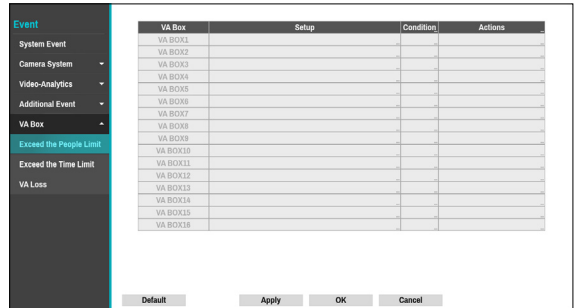 Event
System Event
Camera System
Video-Analytics
Additional Event
VA Box
Exceed the People Limit
Exceed the Time Limit
VA Loss
VA Box Setup Condition Actions
VA BOX1
VA BOX2
VA BOX3
VA BOX4
VA BOX5
VA BOX6
VA BOX7
VA BOX8
VA BOX9
VA BOX10
VA BOX11
VA BOX12
VA BOX13
VA BOX14
VA BOX15
VA BOX16
Default Apply OK Cancel